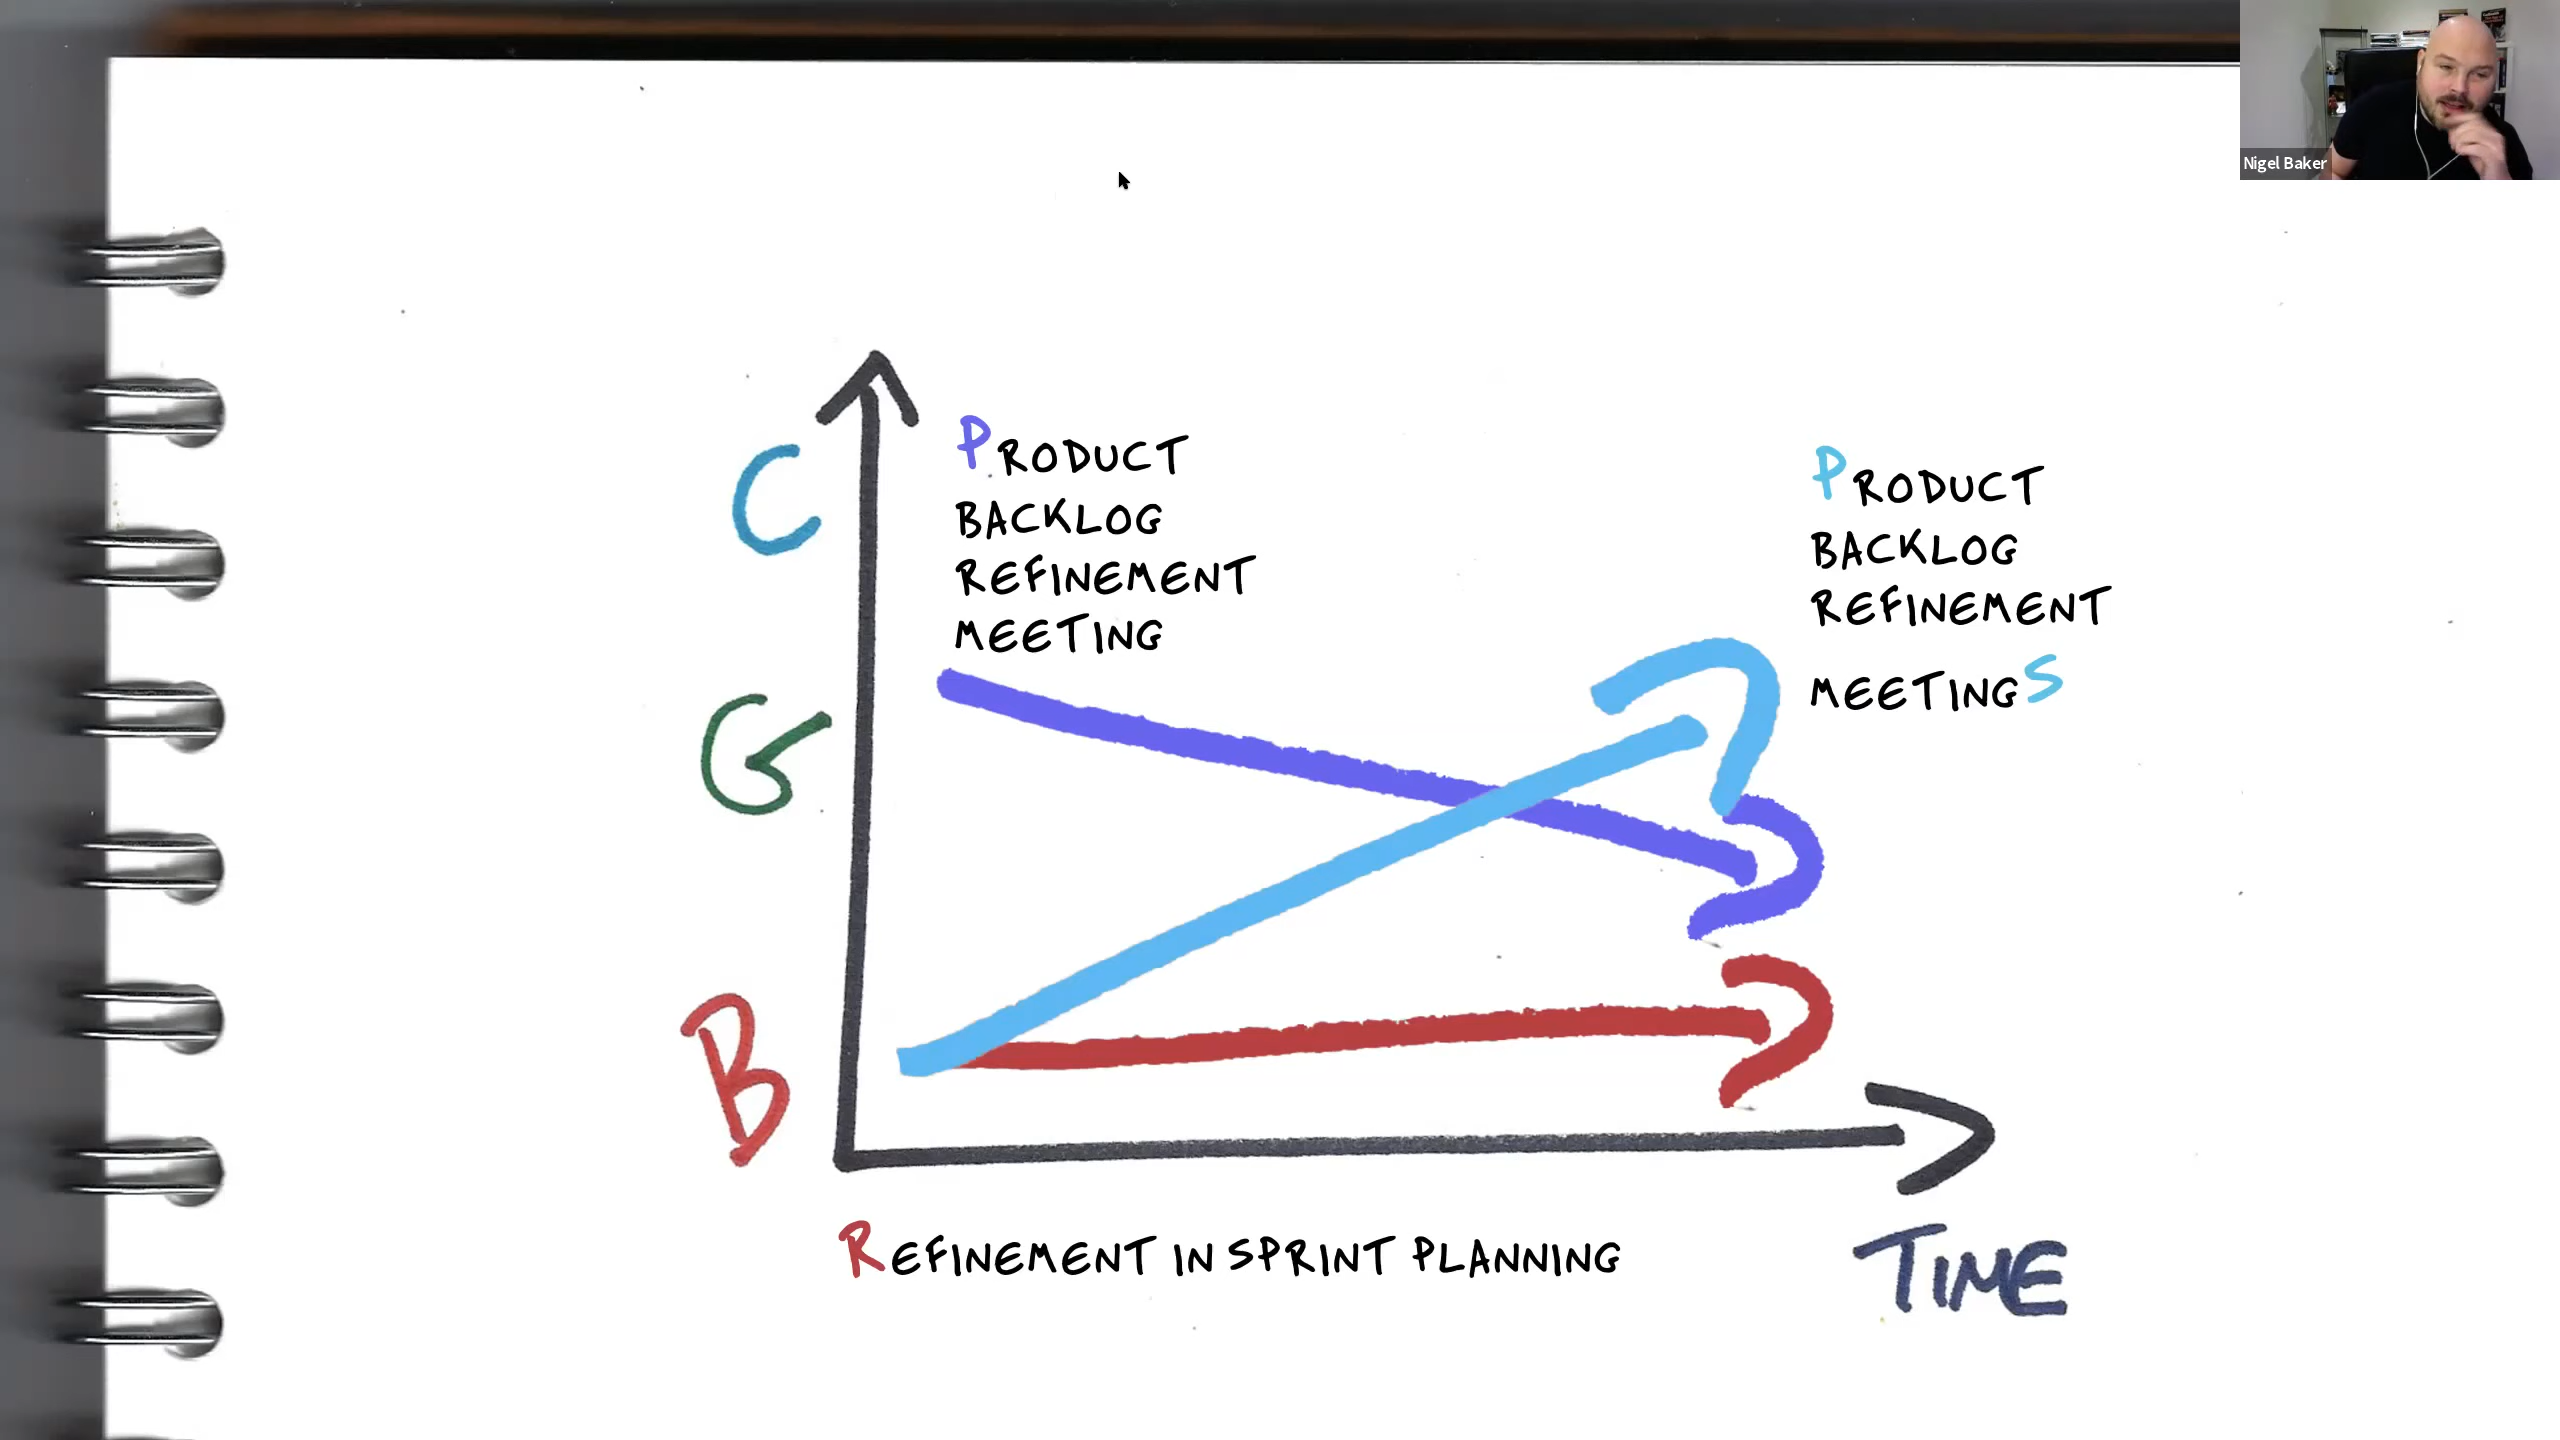 Nigel Baker
C
PRODUCT
BACKLOG
REFINEMENT
MEETING
PRODUCT
BACKLOG
REFINEMENT
MEETINGS
G
B
REFINEMENT IN SPRINT PLANNING
TIME